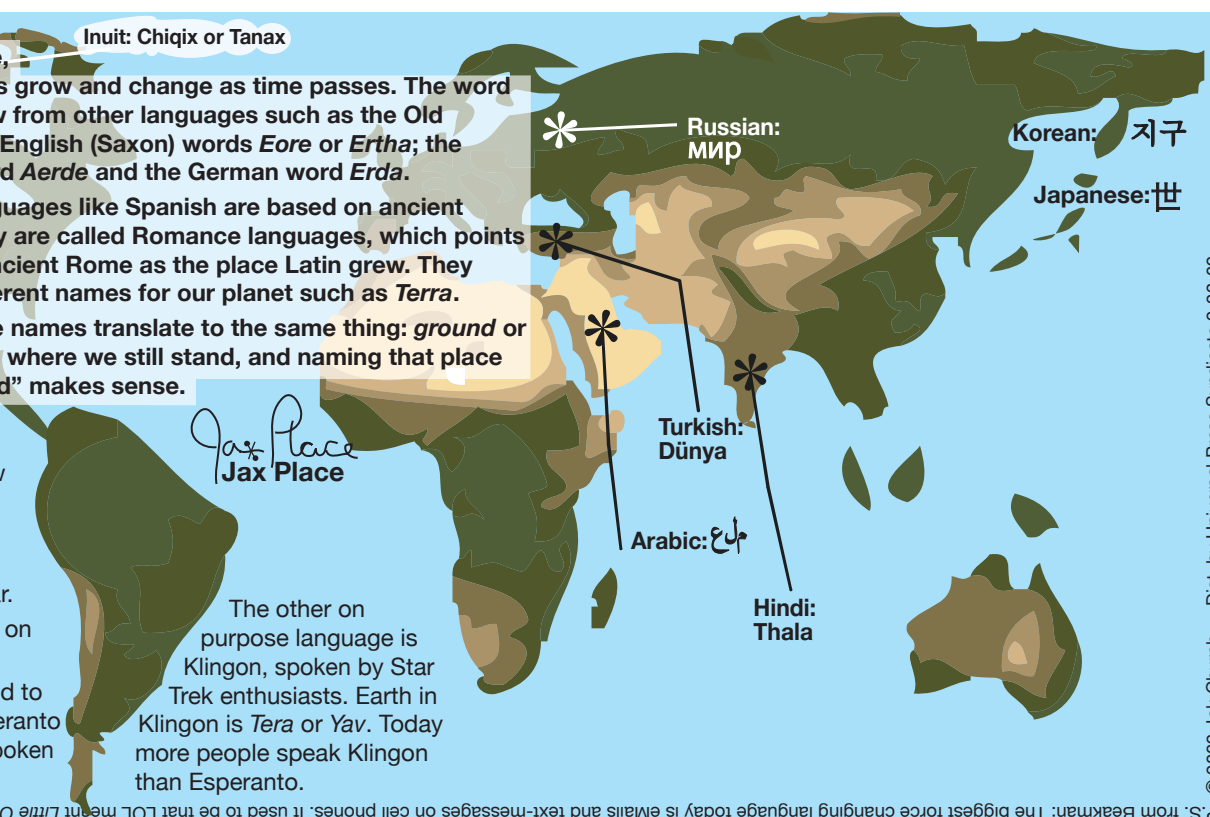 Inuit: Chiqix or Tanax
s grow and change as time passes. The word
from other languages such as the Old
English (Saxon) words Eore or Ertha; the
Aerde and the German word Erda.
guages like Spanish are based on ancient
y are called Romance languages, which points
ncient Rome as the place Latin grew. They
erent names for our planet such as Terra.
e names translate to the same thing: ground or
where we still stand, and naming that place
d” makes sense.
Jax Place
Jax Place
Russian:
мир
Korean: 지구
Japanese:世
Turkish:
Dünya
Arabic:
Hindi:
Thala
r.
on
d to
eranto
poken
The other on
purpose language is
Klingon, spoken by Star
Trek enthusiasts. Earth in
Klingon is Tera or Yav. Today
more people speak Klingon
than Esperanto.
P.S. from Beakman: The biggest force changing language today is eMails and text-messages on cell phones. It used to be that LOL meant Little O